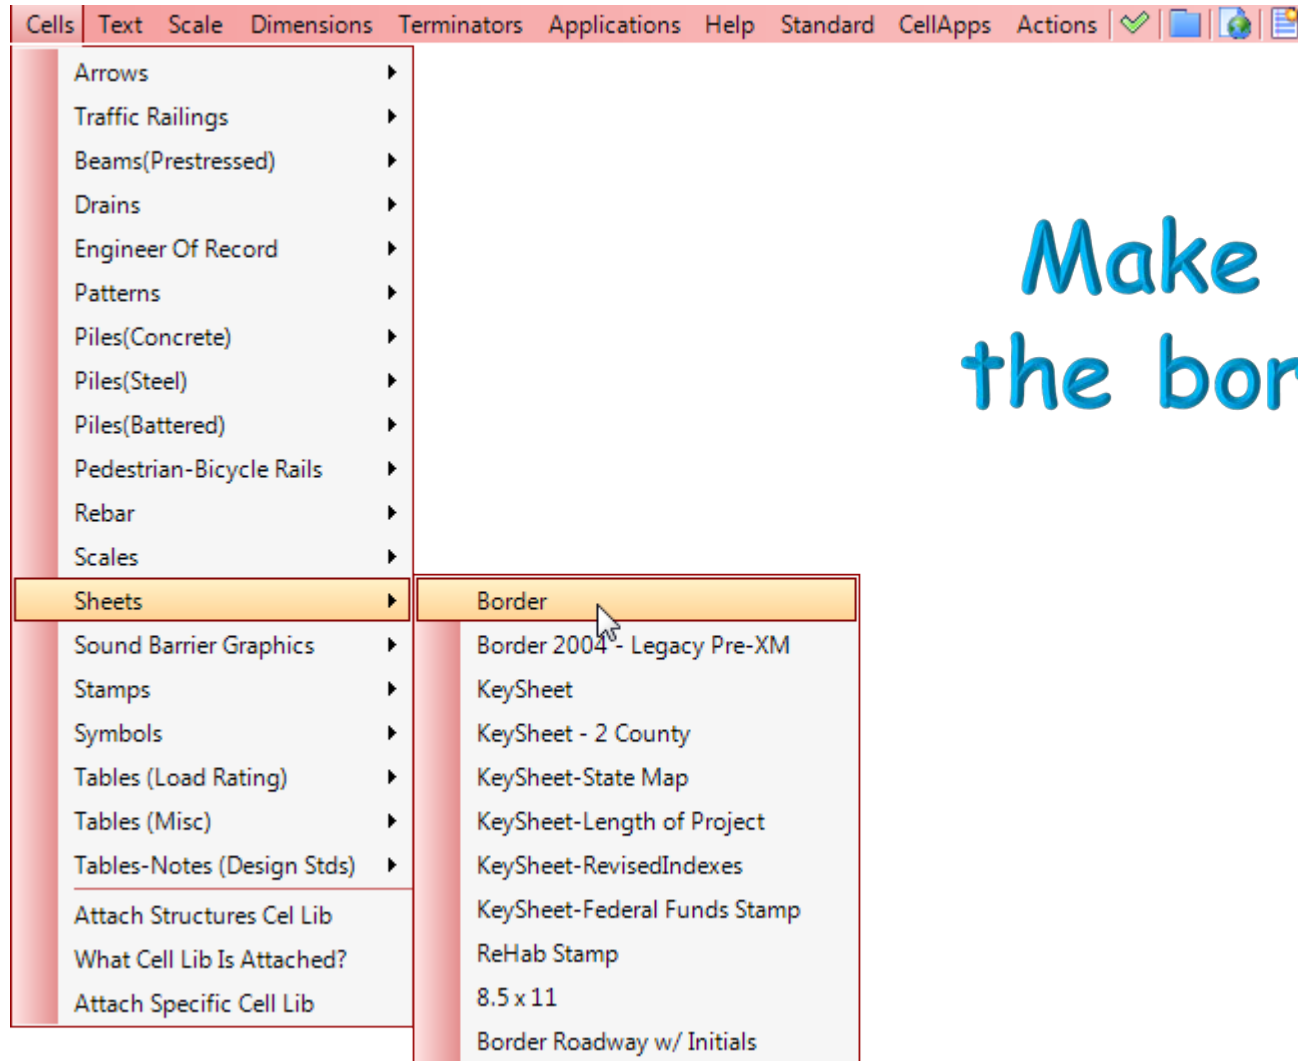 Cells Text Scale Dimensions Terminators Applications Help Standard CellApps Actions
Arrows
Traffic Railings
Beams(Prestressed)
Drains
Engineer Of Record
Patterns
Piles(Concrete)
Piles(Steel)
Piles(Battered)
Pedestrian-Bicycle Rails
Rebar
Scales
Sheets
Sound Barrier Graphics
Stamps
Symbols
Tables (Load Rating)
Tables (Misc)
Tables-Notes (Design Stds)
Attach Structures Cel Lib
What Cell Lib Is Attached?
Attach Specific Cell Lib
Border
Border 2004 - Legacy Pre-XM
KeySheet
KeySheet - 2 County
KeySheet-State Map
KeySheet-Length of Project
KeySheet-RevisedIndexes
KeySheet-Federal Funds Stamp
ReHab Stamp
8.5 x 11
Border Roadway w/ Initials
Make
the bor